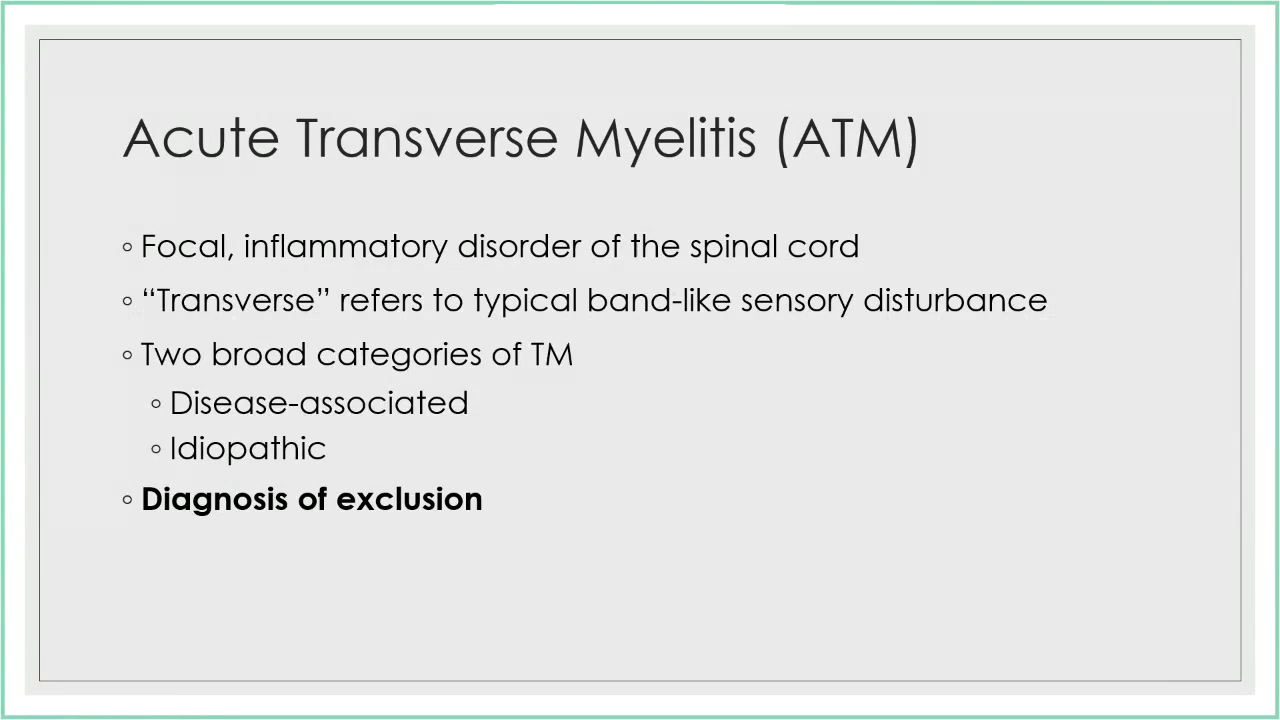 Acute Transverse Myelitis (ATM)
◦ Focal, inflammatory disorder of the spinal cord
◦ “Transverse” refers to typical band-like sensory disturbance
◦ Two broad categories of TM
◦ Disease-associated
◦ Idiopathic
◦ Diagnosis of exclusion